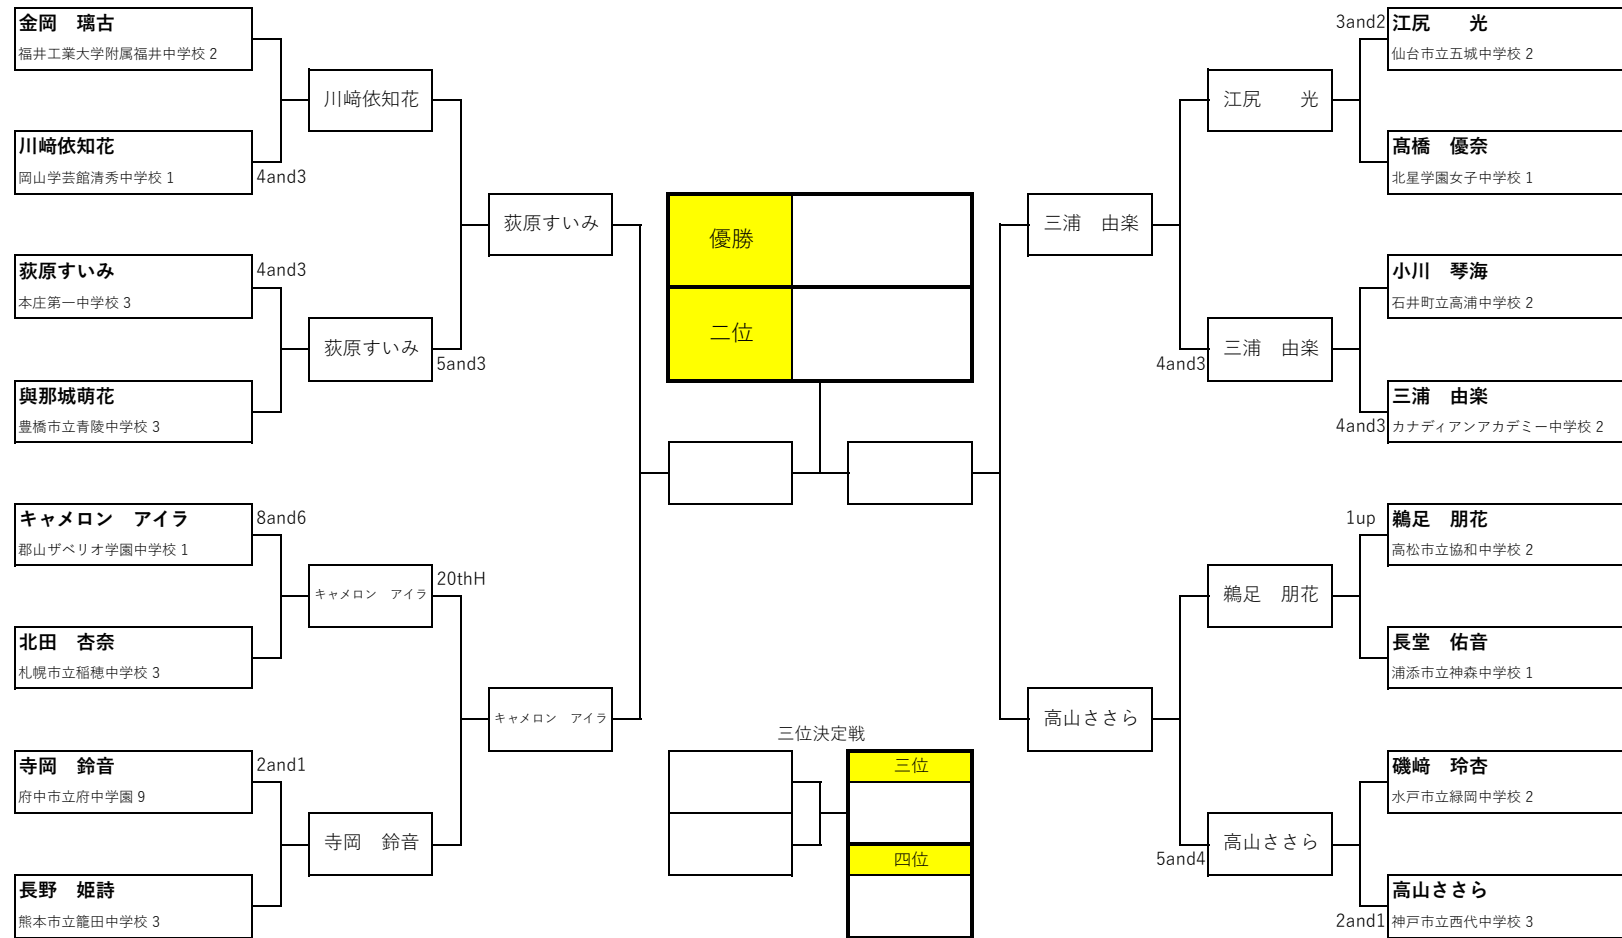 金岡　璃古
福井工業大学附属福井中学校 2
川﨑依知花
川﨑依知花
岡山学芸館清秀中学校 1
4and3
荻原すいみ
荻原すいみ
本庄第一中学校 3
4and3
荻原すいみ
5and3
與那城萌花
豊橋市立青陵中学校 3
キャメロン　アイラ
郡山ザベリオ学園中学校 1
8and6
キャメロン　アイラ
20thH
北田　杏奈
札幌市立稲穂中学校 3
キャメロン　アイラ
寺岡　鈴音
府中市立府中学園 9
2and1
寺岡　鈴音
長野　姫詩
熊本市立龍田中学校 3
優勝
二位
三位決定戦
三位
四位
3and2
江尻　　光
仙台市立五城中学校 2
江尻　　光
髙橋　優奈
北星学園女子中学校 1
三浦　由楽
小川　琴海
石井町立高浦中学校 2
三浦　由楽
4and3
三浦　由楽
カナディアンアカデミー中学校 2
4and3
1up
鵜足　朋花
高松市立協和中学校 2
鵜足　朋花
長堂　佑音
浦添市立神森中学校 1
高山ささら
磯﨑　玲杏
水戸市立緑岡中学校 2
高山ささら
5and4
高山ささら
神戸市立西代中学校 3
2and1